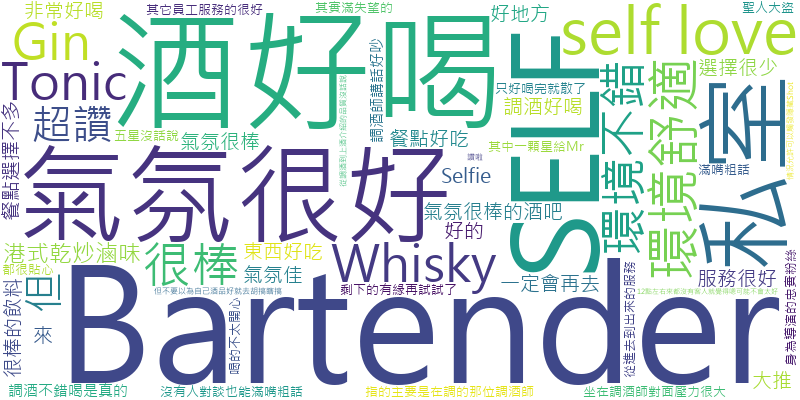 非常好喝
其它員工服務的很好
其實滿失望的
好地方
聖人大盜
Gin
酒好喝
SELF
self love
Tonic
只好喝完就散了
選擇很少
調酒師講話好吵
調酒好喝
超讚
五星沒話說
氣氛很棒
餐點好吃
環境不錯
環境舒適
私室
餐點選擇不多
氣氛很好
其中一顆星給Mr
讚啦
滿嘴粗話
Selfie
氣氛很棒的酒吧
港式乾炒滷味
很棒
東西好吃
Whisky
好的
都很貼心
但
氣氛佳
一定會再去
服務很好
很棒的飲料
來
但不要以為自己酒品好就去胡搞瞎搞
剩下的有緣再試試了
從進去到出來的服務
身為導演的忠實粉絲
喝的不太開心
Bartender
大推
調酒不錯喝是真的
沒有人對談也能滿嘴粗話
指的主要是在調的那位調酒師
坐在調酒師對面壓力很大